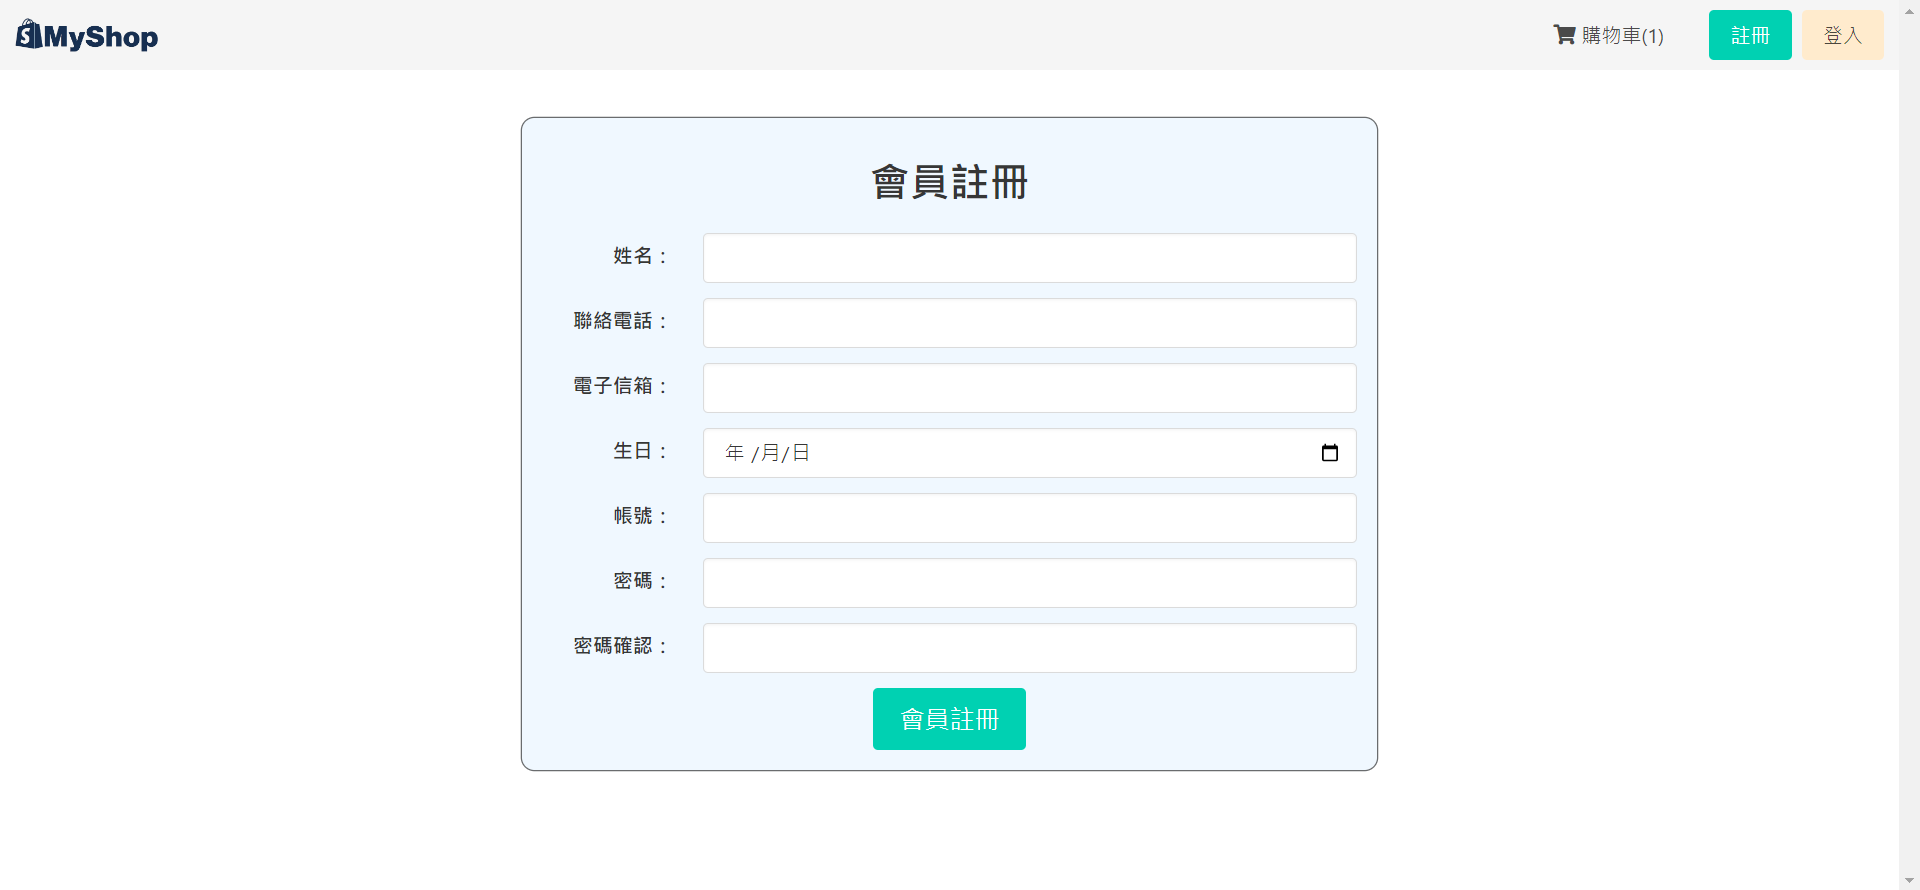 MyShop
購物車(1)
註冊
登入
會員註冊
姓名：
聯絡電話：
電子信箱：
生日：
年 /月/日
帳號：
密碼：
密碼確認：
會員註冊